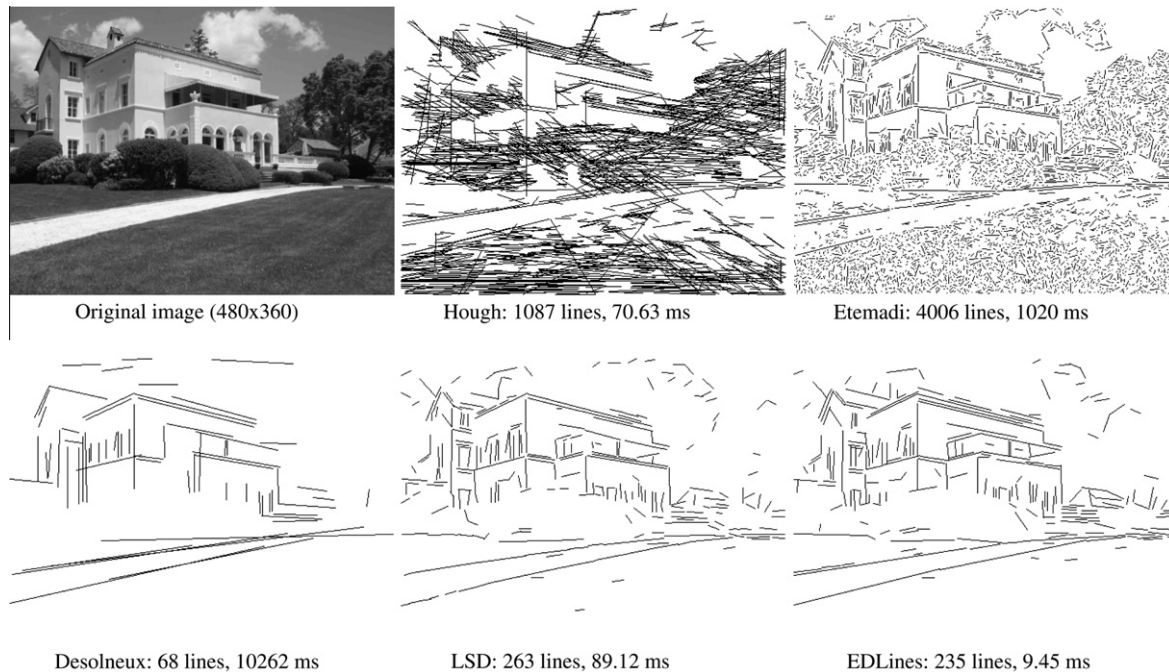 Original image (480x360)
Hough: 1087 lines, 70.63 ms
Etemadi: 4006 lines, 1020 ms
Desolneux: 68 lines, 10262 ms
LSD: 263 lines, 89.12 ms
EDLines: 235 lines, 9.45 ms